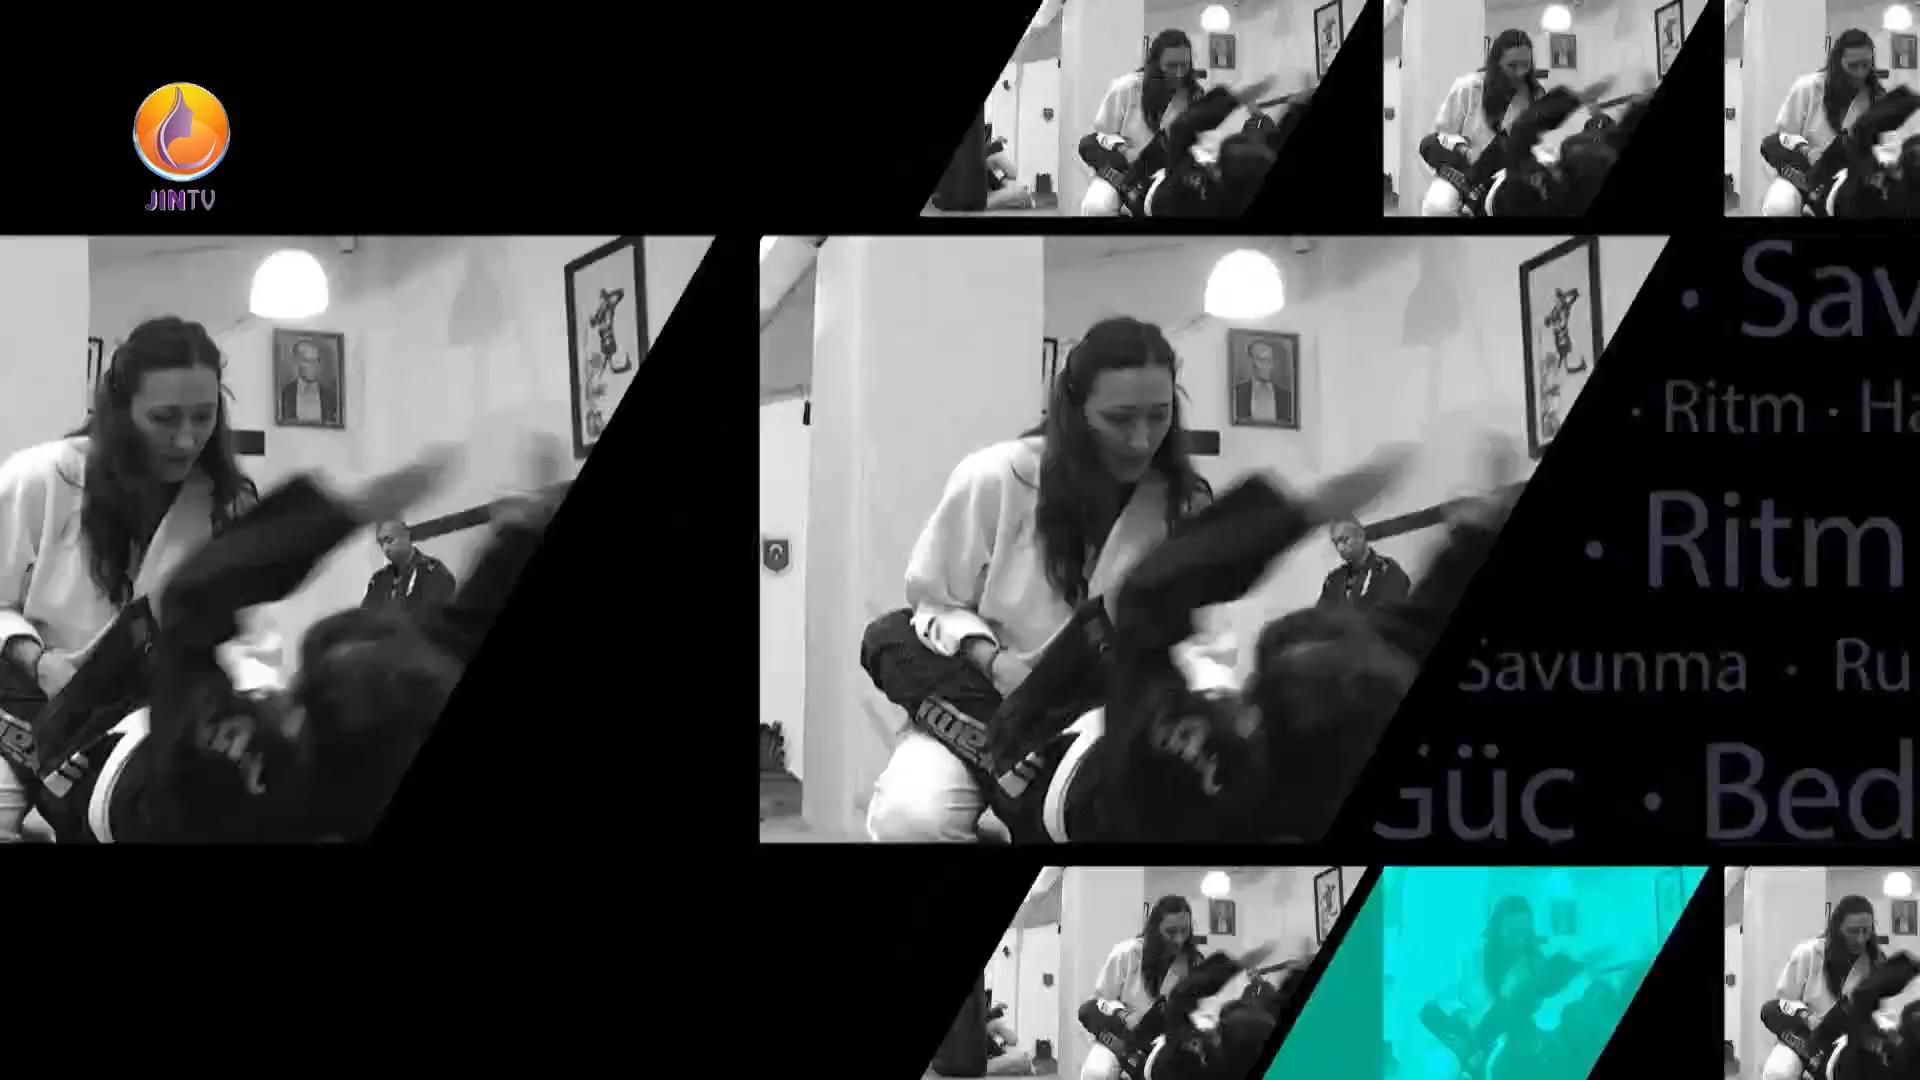 JINTV
· Sav
· Ritm · Ha
· Ritm
Savunma · Ru
Güç · Bed